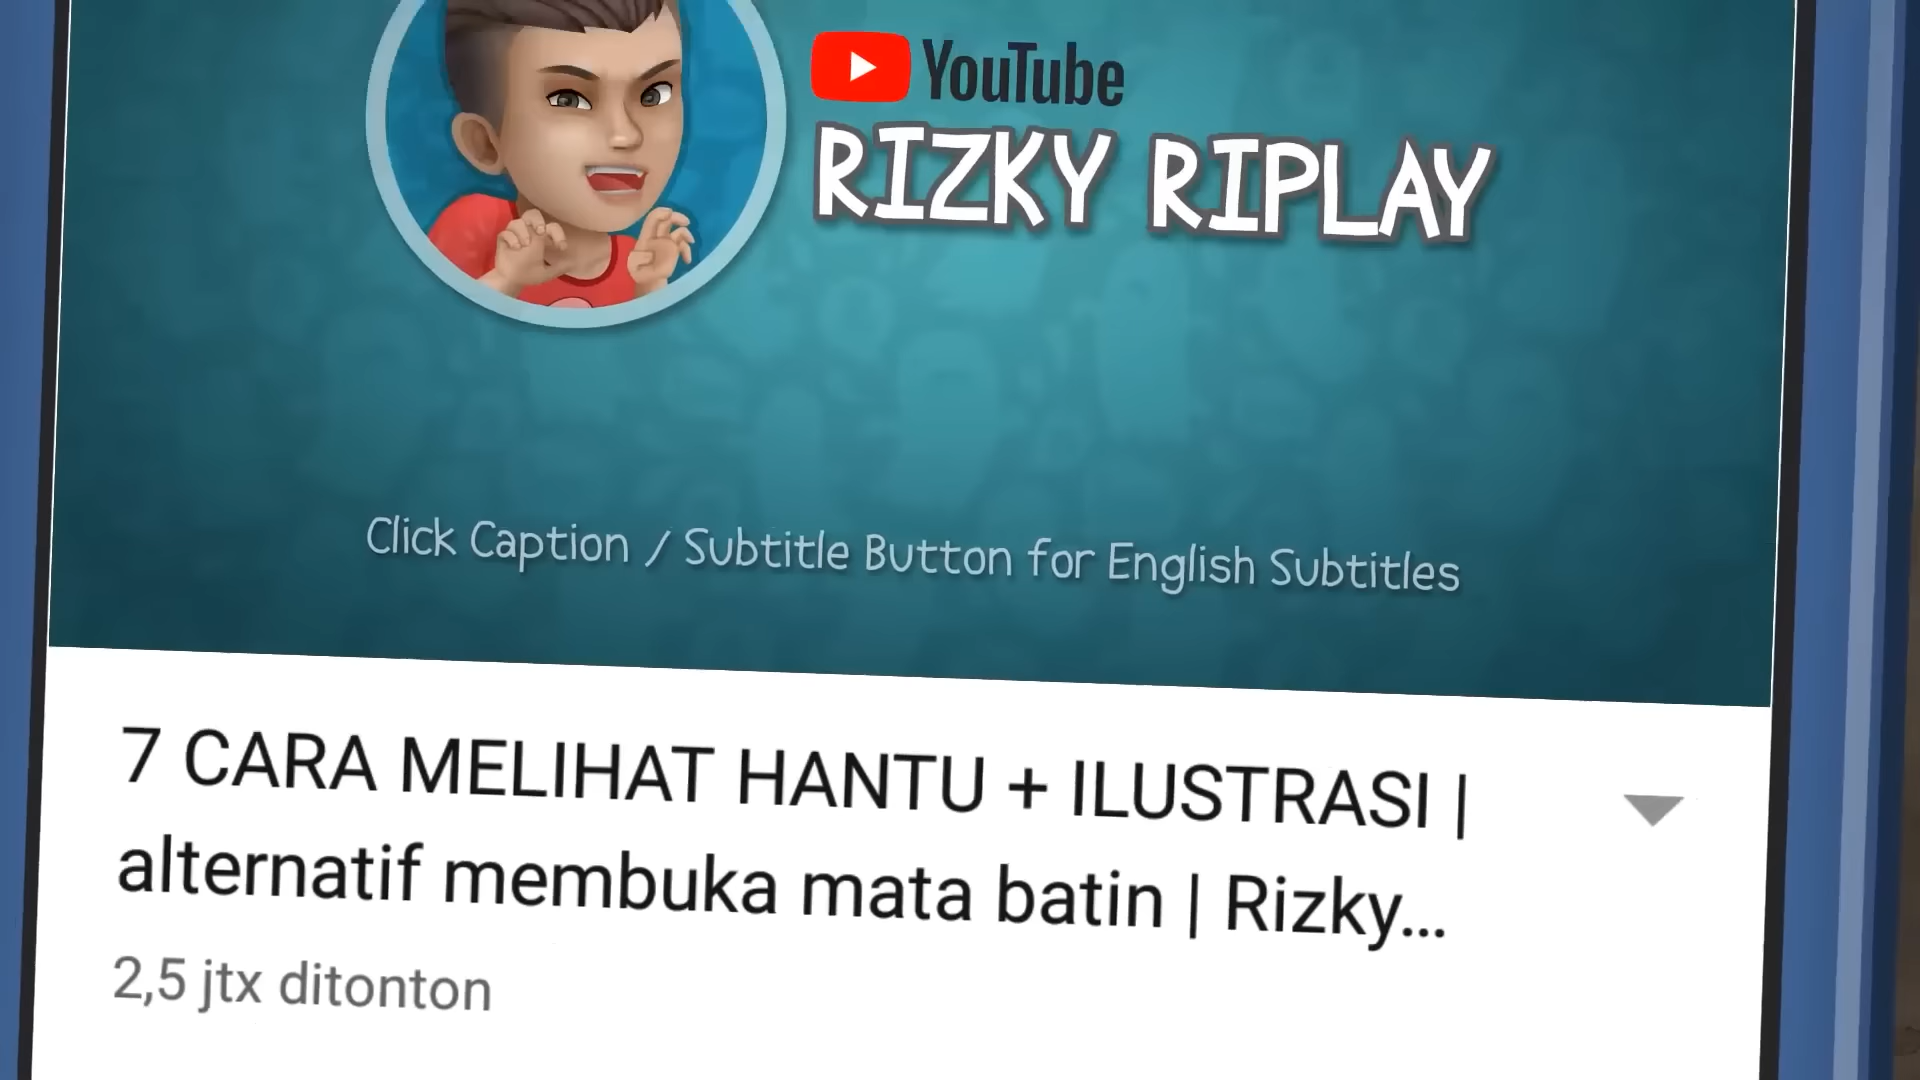 YouTube
RIZKY RIPLAY
Click Caption / Subtitle Button for English Subtitles
7 CARA MELIHAT HANTU + ILUSTRASI |
alternatif membuka mata batin | Rizky...
2,5 jtx ditonton